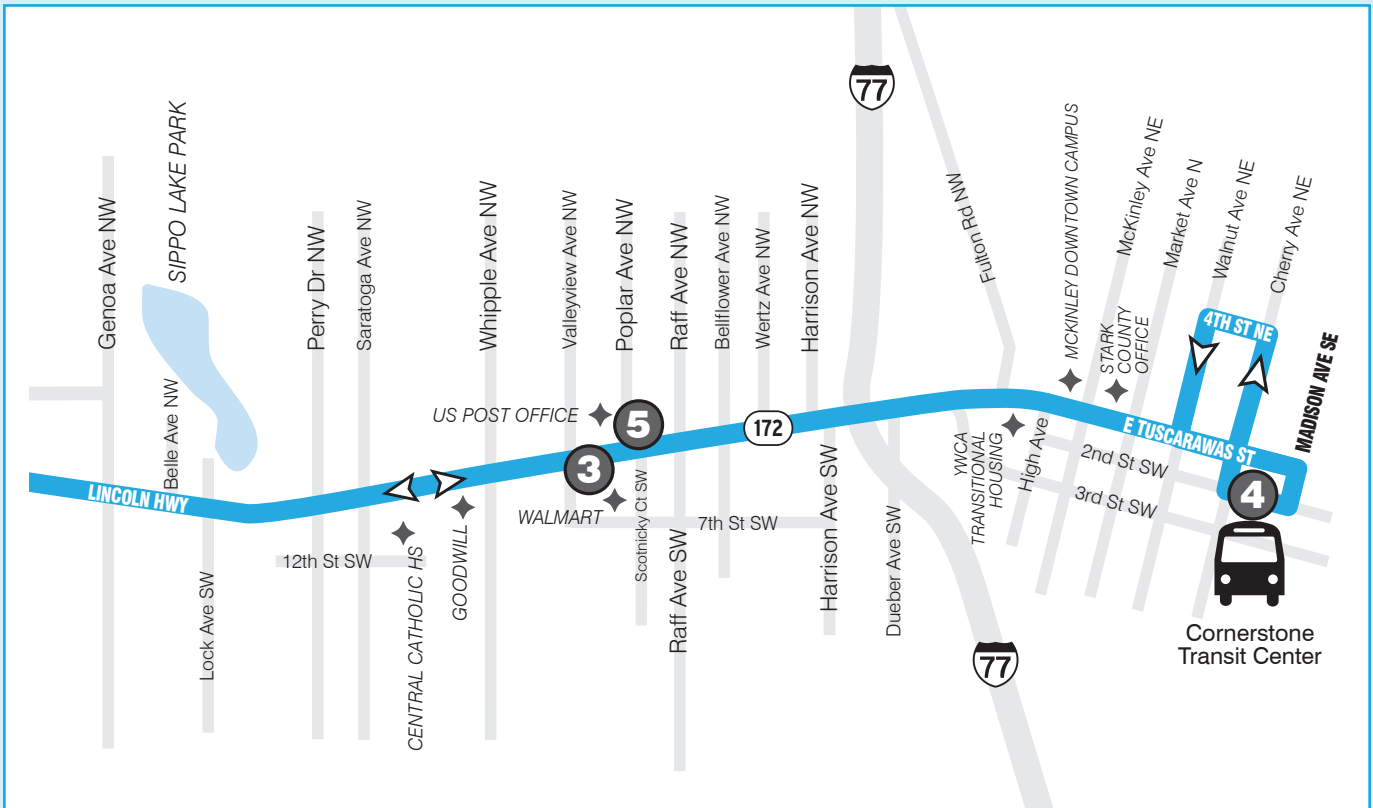 77
Genoa Ave NW
SIPPO LAKE PARK
Belle Ave NW
Lock Ave SW
LINCOLN HWY
Perry Dr NW
Saratoga Ave NW
12th St SW
CENTRAL CATHOLIC HS
GOODWILL
Whipple Ave NW
Valleyview Ave NW
Poplar Ave NW
US POST OFFICE
5
3
WALMART
Scotnicky Ct SW
Raff Ave NW
Raff Ave SW
7th St SW
Bellflower Ave NW
Wertz Ave NW
172
Harrison Ave NW
Harrison Ave SW
Dueber Ave SW
77
Fulton Rd NW
YWCA
TRANSITIONAL
HOUSING
High Ave
MCKINLEY DOWNTOWN CAMPUS
STARK
COUNTY
OFFICE
McKinley Ave NE
Market Ave N
Walnut Ave NE
Cherry Ave NE
4TH ST NE
MADISON AVE SE
E TUSCARAWAS ST
2nd St SW
3rd St SW
4
Cornerstone
Transit Center